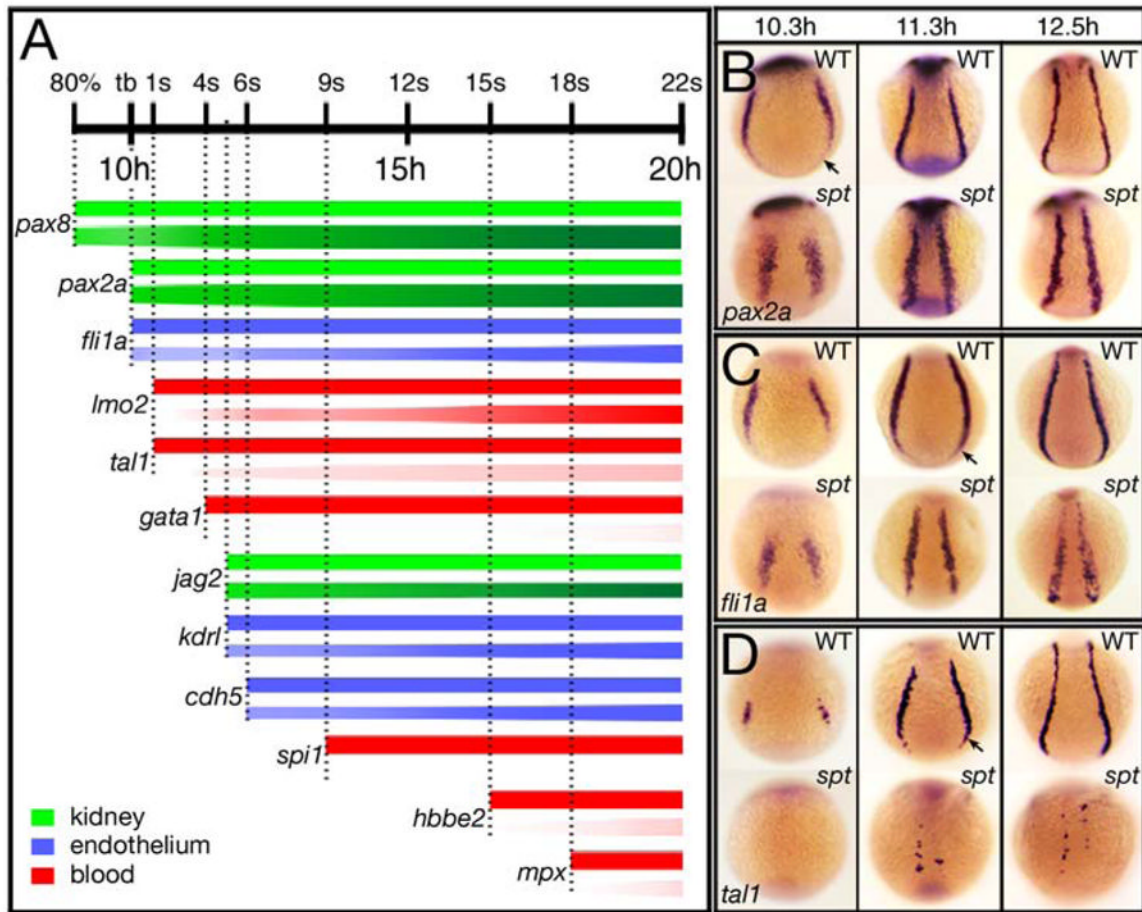 A
80% tb 1s 4s 6s 9s 12s 15s 18s 22s
10h 15h 20h
pax8
pax2a
fli1a
lmo2
tal1
gata1
jag2
kdrl
cdh5
spi1
hbbe2
mpx
kidney
endothelium
blood
10.3h 11.3h 12.5h
B WT WT WT
spt spt spt
pax2a
C WT WT WT
spt spt spt
fli1a
D WT WT WT
spt spt spt
tal1